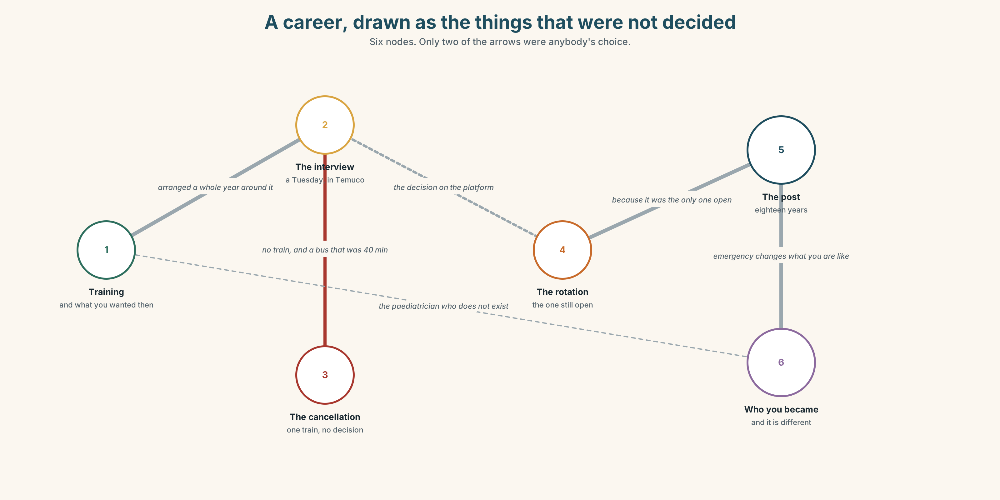 A career, drawn as the things that were not decided
Six nodes. Only two of the arrows were anybody's choice.
2
The interview
a Tuesday, in Temuco
arranged a whole year around it
the decision on the platform
5
The post
eighteen years
because it was the only one open
1
Training
and what you wanted then
no train, and a bus that was 40 min
4
The rotation
the one still open
emergency changes what you are like
the paediatrician who does not exist
3
The cancellation
one train, no decision
6
Who you became
and it is different